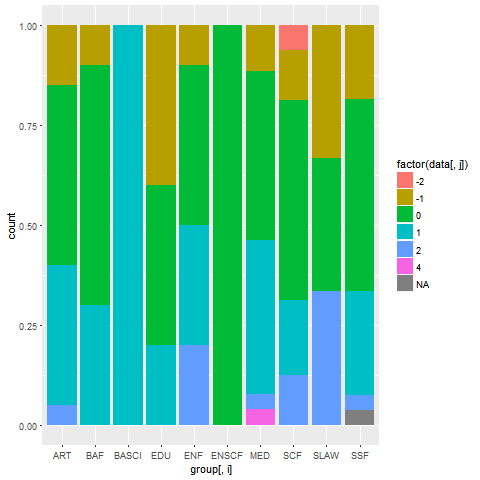 1.00
0.75
0.50
0.25
0.00
count
ART BAF BASCI EDU ENF ENSCF MED SCF SLAW SSF
group[, i]
factor(data[, j])
-2
-1
0
1
2
4
NA